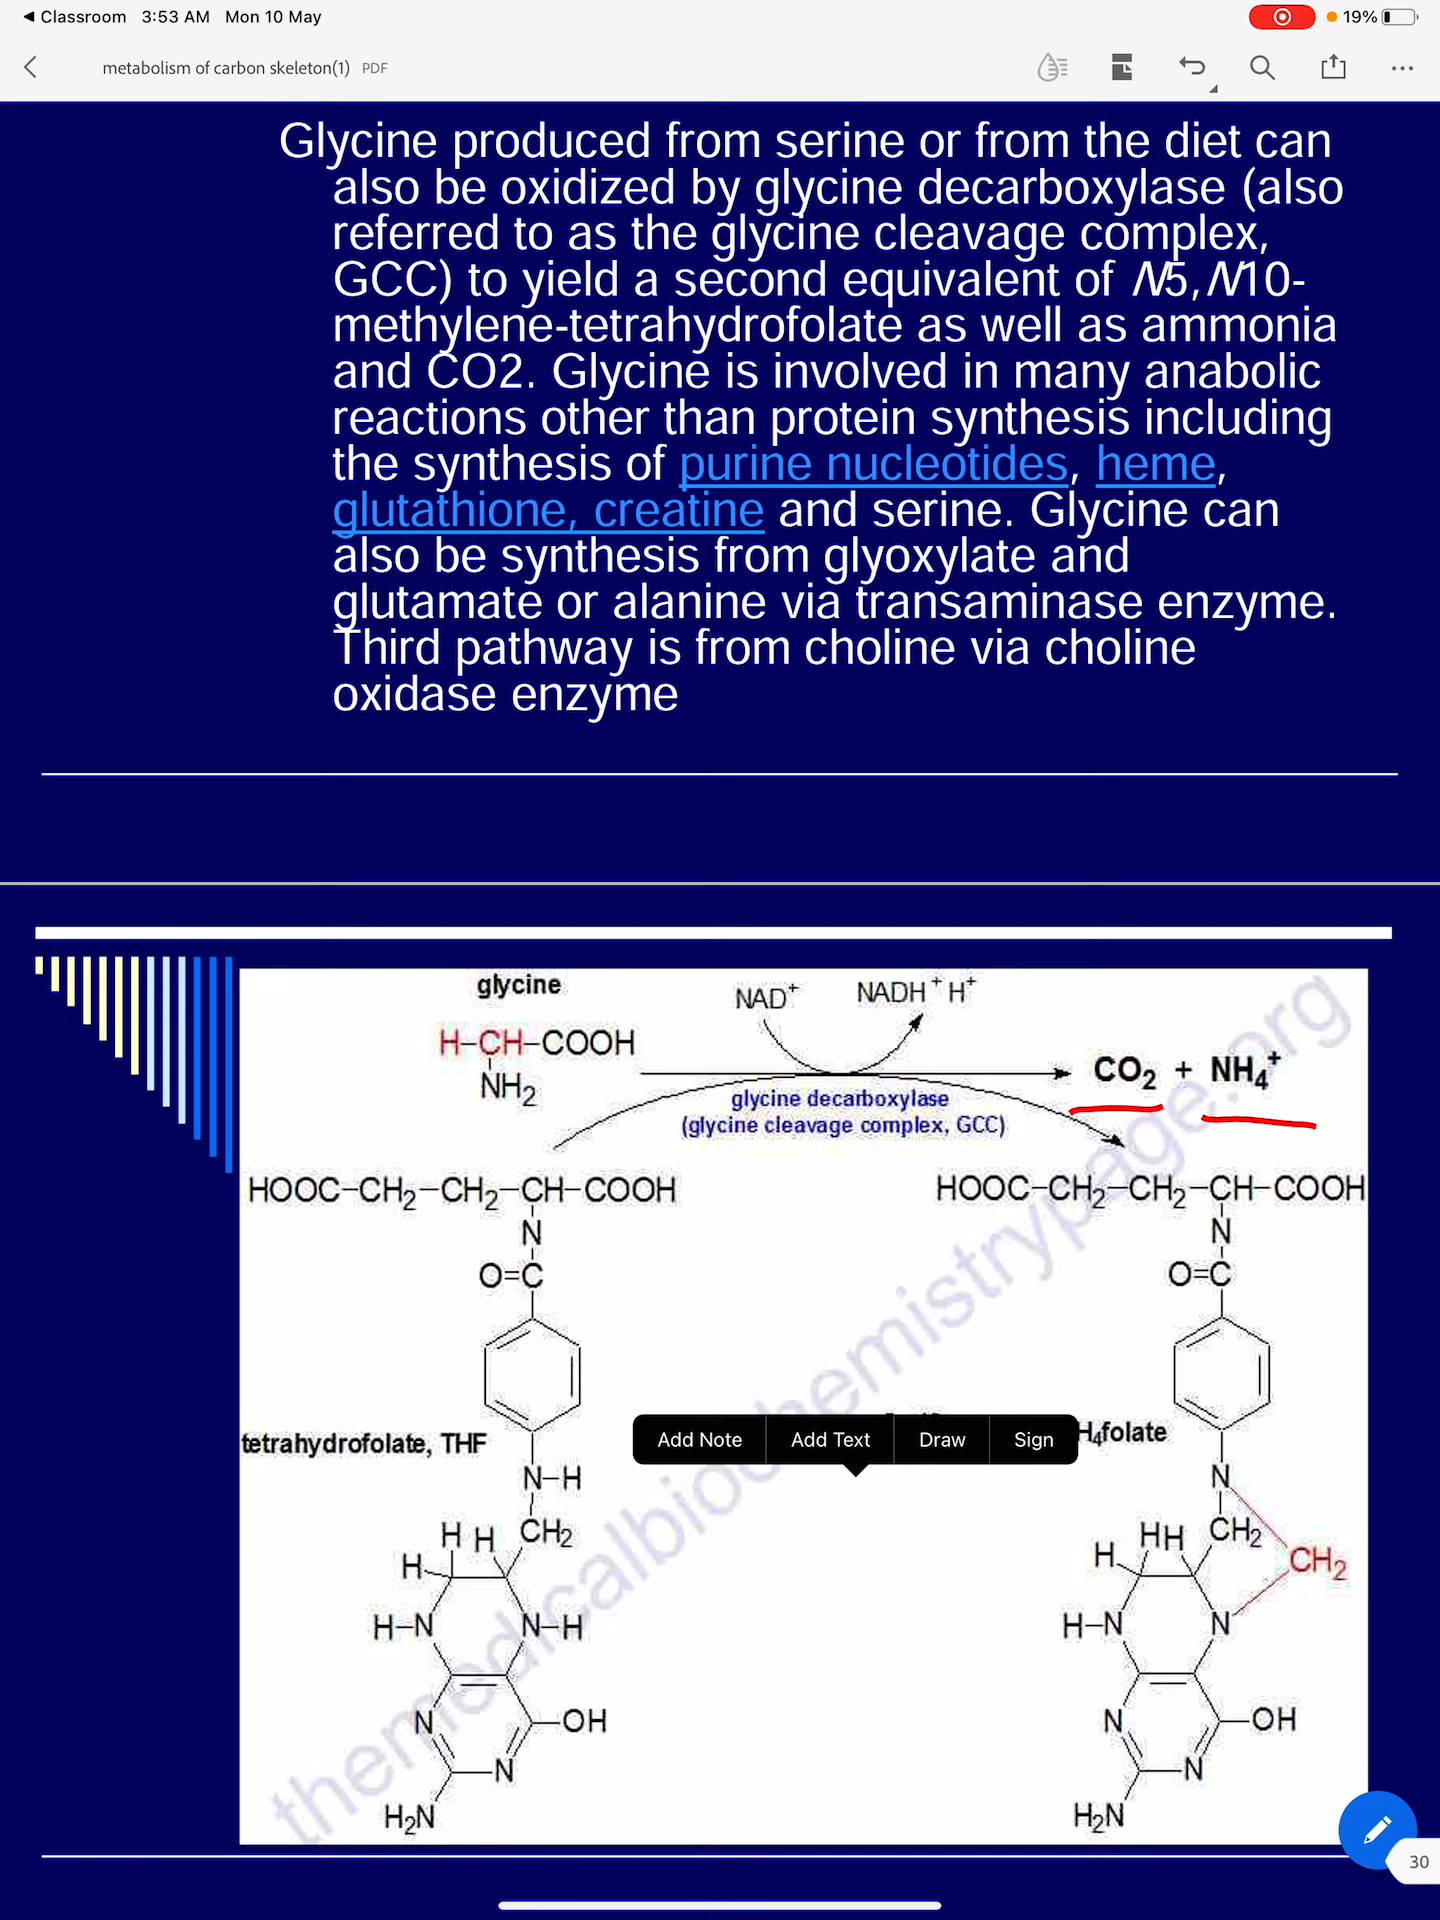 ◀ Classroom 3:53 AM Mon 10 May 19%
metabolism of carbon skeleton(1) PDF
Glycine produced from serine or from the diet can
also be oxidized by glycine decarboxylase (also
referred to as the glycine cleavage complex,
GCC) to yield a second equivalent of N5,N10-
methylene-tetrahydrofolate as well as ammonia
and CO2. Glycine is involved in many anabolic
reactions other than protein synthesis including
the synthesis of purine nucleotides, heme,
glutathione, creatine and serine. Glycine can
also be synthesis from glyoxylate and
glutamate or alanine via transaminase enzyme.
Third pathway is from choline via choline
oxidase enzyme
glycine
NAD+ NADH + H+
H-CH-COOH
NH2
CO2 + NH4+
glycine decarboxylase
(glycine cleavage complex, GCC)
HOOC-CH2-CH2-CH-COOH
N
O=C
tetrahydrofolate, THF
N-H
CH2
H H
H
H-N
N-H
N
OH
N
H2N
HOOC-CH2-CH2-CH-COOH
N
O=C
H4folate
N
CH2
CH2
HH
H
H-N
N
N
OH
N
H2N
Add Note Add Text Draw Sign
themedicalbiochemistrypage.org
30